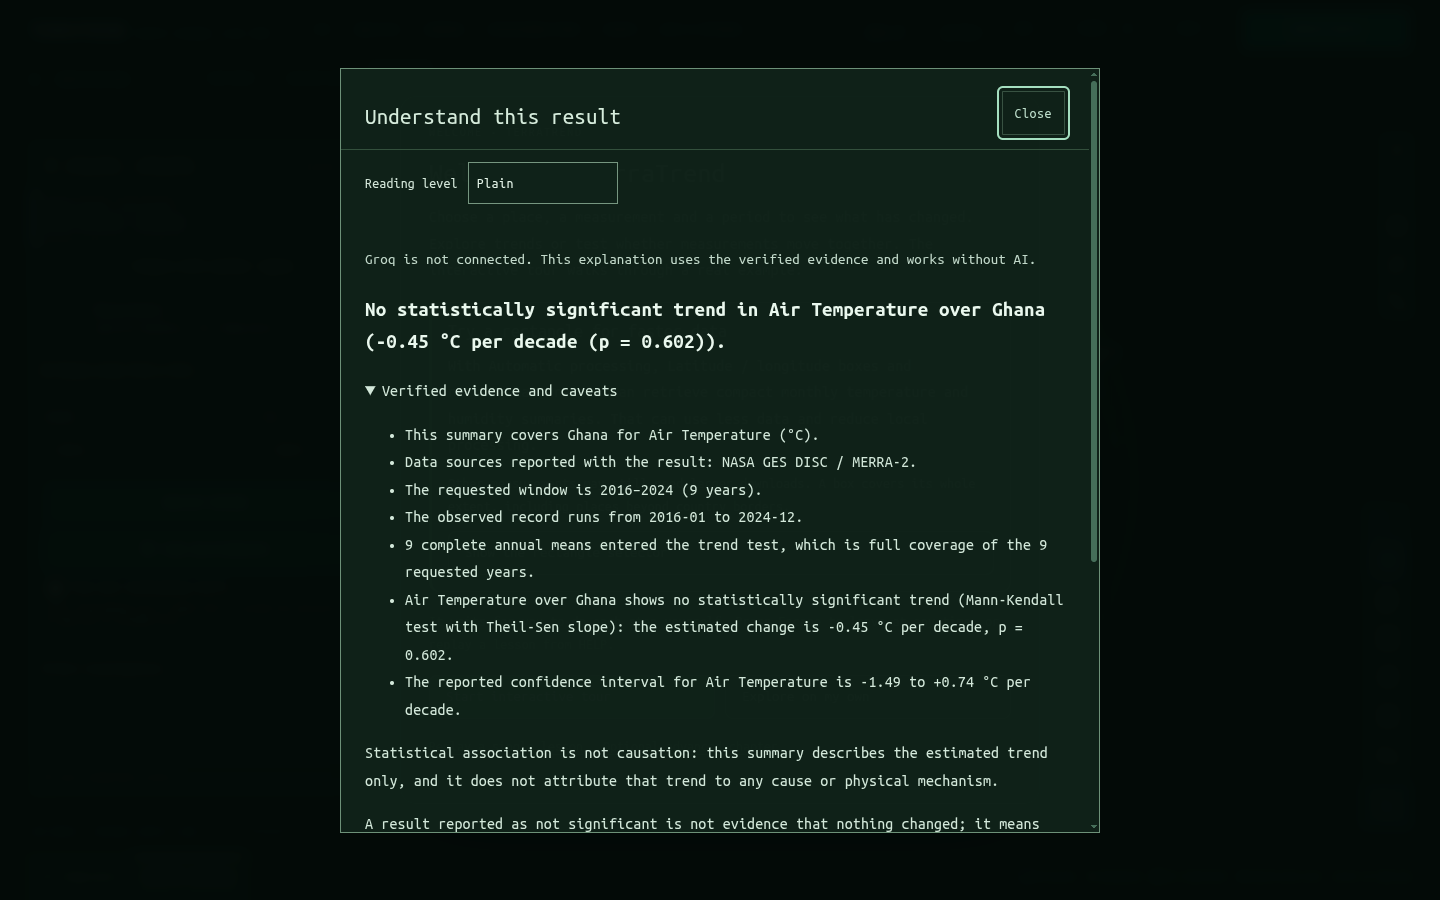 Understand this result
Close
Reading level
Plain
Groq is not connected. This explanation uses the verified evidence and works without AI.
No statistically significant trend in Air Temperature over Ghana
(-0.45 °C per decade (p = 0.602)).
▼ Verified evidence and caveats
• This summary covers Ghana for Air Temperature (°C).
• Data sources reported with the result: NASA GES DISC / MERRA-2.
• The requested window is 2016–2024 (9 years).
• The observed record runs from 2016-01 to 2024-12.
• 9 complete annual means entered the trend test, which is full coverage of the 9
requested years.
• Air Temperature over Ghana shows no statistically significant trend (Mann-Kendall
test with Theil-Sen slope): the estimated change is -0.45 °C per decade, p =
0.602.
• The reported confidence interval for Air Temperature is -1.49 to +0.74 °C per
decade.
Statistical association is not causation: this summary describes the estimated trend
only, and it does not attribute that trend to any cause or physical mechanism.
A result reported as not significant is not evidence that nothing changed; it means